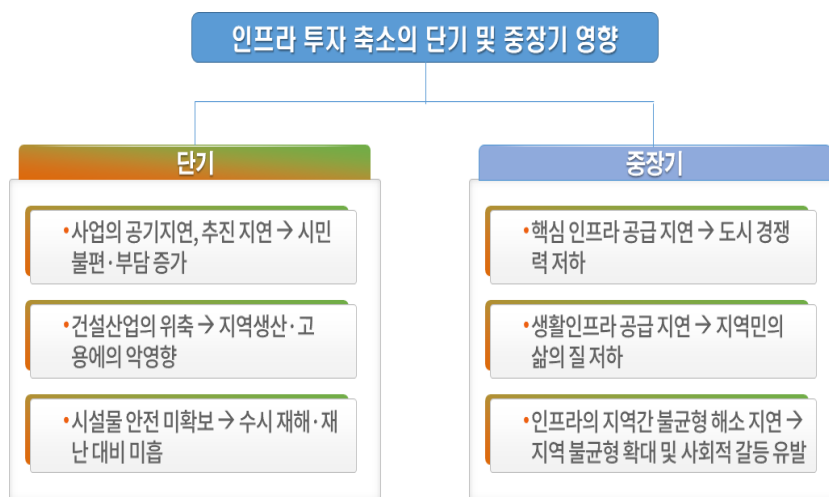 인프라 투자 축소의 단기 및 중장기 영향
단기
•사업의 공기지연, 추진 지연 → 시민
불편·부담 증가
•건설산업의 위축 → 지역생산·고
용에의 악영향
•시설물 안전 미확보 → 수시 재해·재
난 대비 미흡
중장기
•핵심 인프라 공급 지연 → 도시 경쟁
력 저하
•생활인프라 공급 지연 → 지역민의
삶의 질 저하
•인프라의 지역간 불균형 해소 지연 →
지역 불균형 확대 및 사회적 갈등 유발